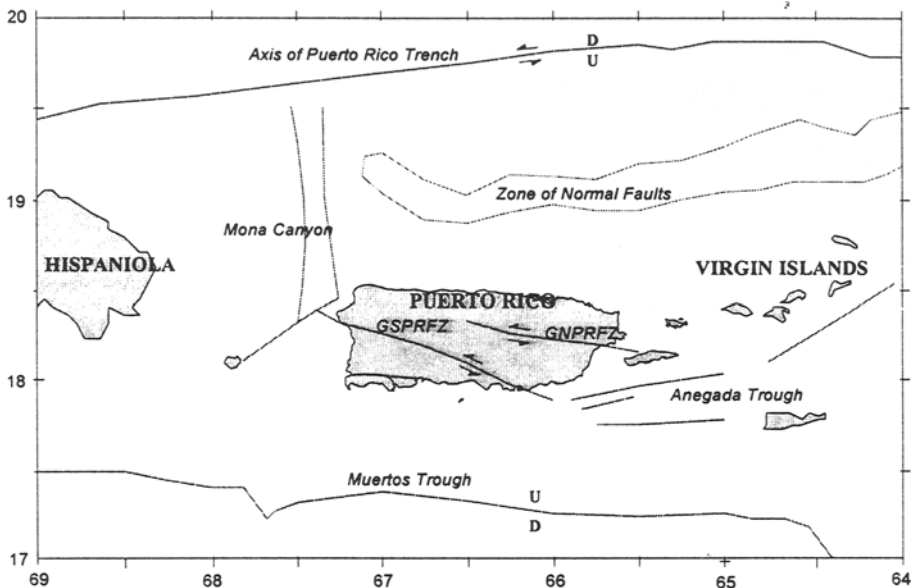 20
Axis of Puerto Rico Trench
D
U
19
Zone of Normal Faults
Mona Canyon
HISPANIOLA
VIRGIN ISLANDS
PUERTO RICO
GSPRFZ
GNPRFZ
18
Anegada Trough
Muertos Trough
U
D
17
69
68
67
66
65
64